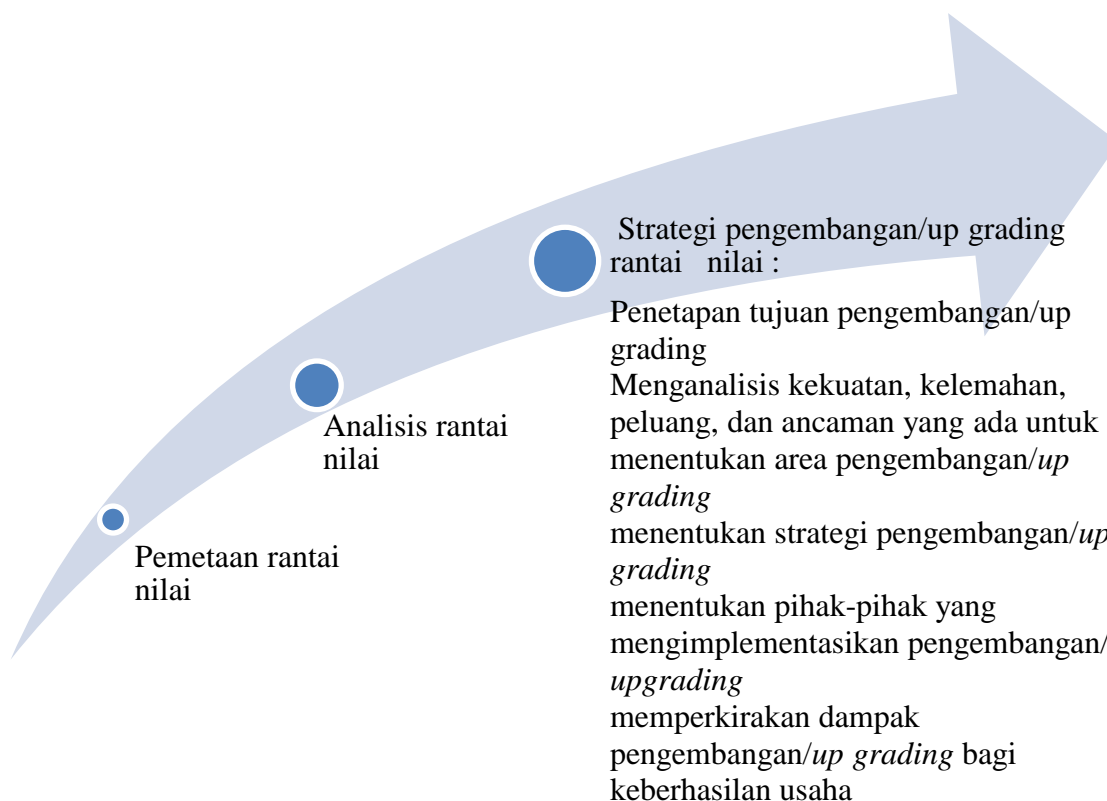 Strategi pengembangan/up grading
rantai nilai :
Penetapan tujuan pengembangan/up
grading
Menganalisis kekuatan, kelemahan,
peluang, dan ancaman yang ada untuk
menentukan area pengembangan/up
grading
menentukan strategi pengembangan/up
grading
menentukan pihak-pihak yang
mengimplementasikan pengembangan/
upgrading
memperkirakan dampak
pengembangan/up grading bagi
keberhasilan usaha
Analisis rantai
nilai
Pemetaan rantai
nilai